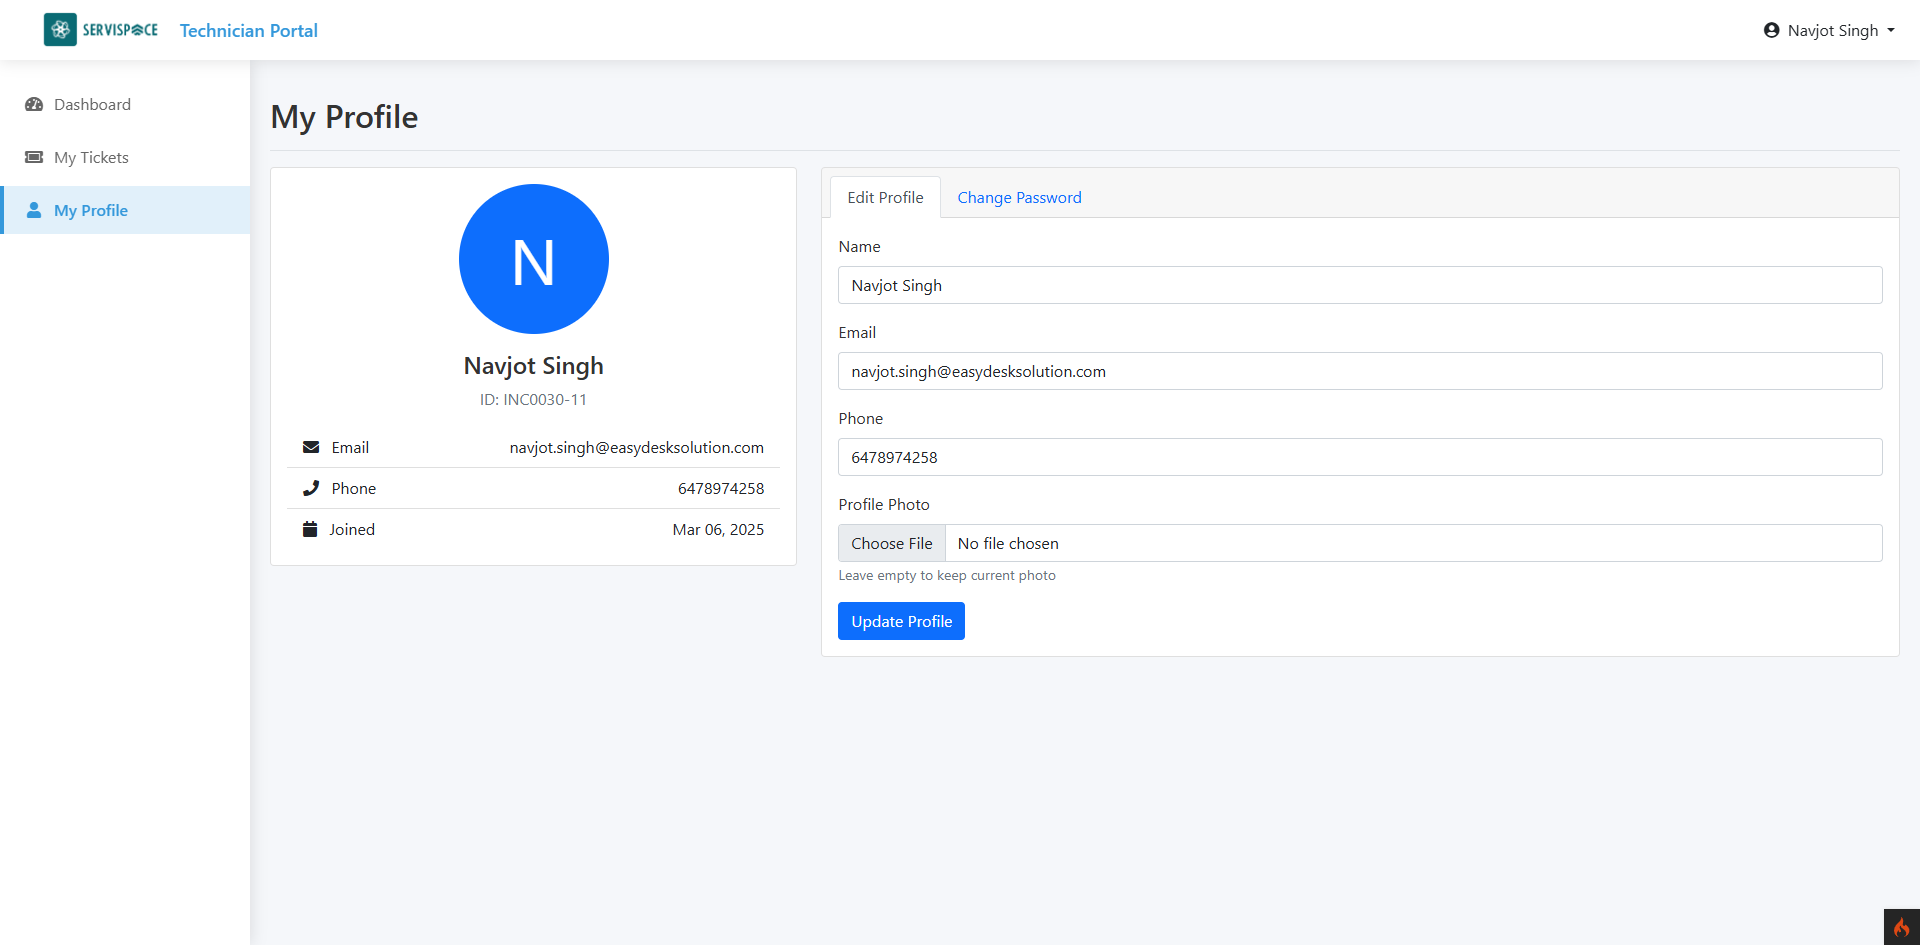 SERVISPACE Technician Portal
Navjot Singh
Dashboard
My Tickets
My Profile
My Profile
N
Navjot Singh
ID: INC0030-11
Email navjot.singh@easydesksolution.com
Phone 6478974258
Joined Mar 06, 2025
Edit Profile Change Password
Name
Navjot Singh
Email
navjot.singh@easydesksolution.com
Phone
6478974258
Profile Photo
Choose File No file chosen
Leave empty to keep current photo
Update Profile